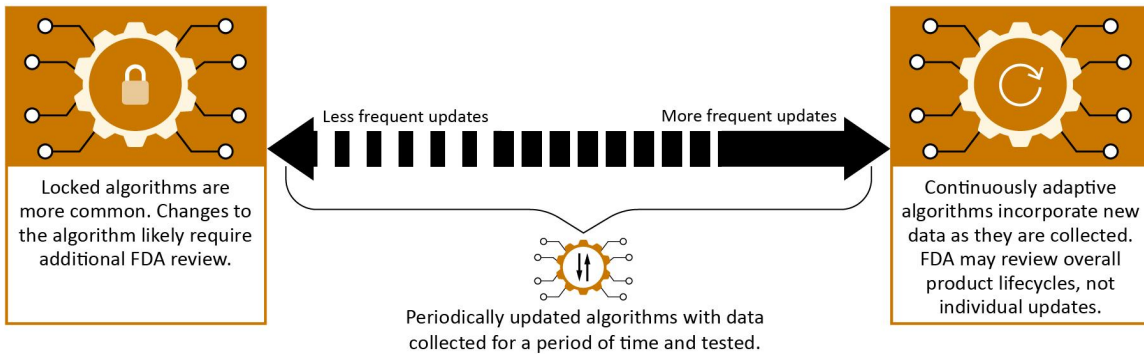 Less frequent updates
More frequent updates
Locked algorithms are
more common. Changes to
the algorithm likely require
additional FDA review.
Periodically updated algorithms with data
collected for a period of time and tested.
Continuously adaptive
algorithms incorporate new
data as they are collected.
FDA may review overall
product lifecycles, not
individual updates.